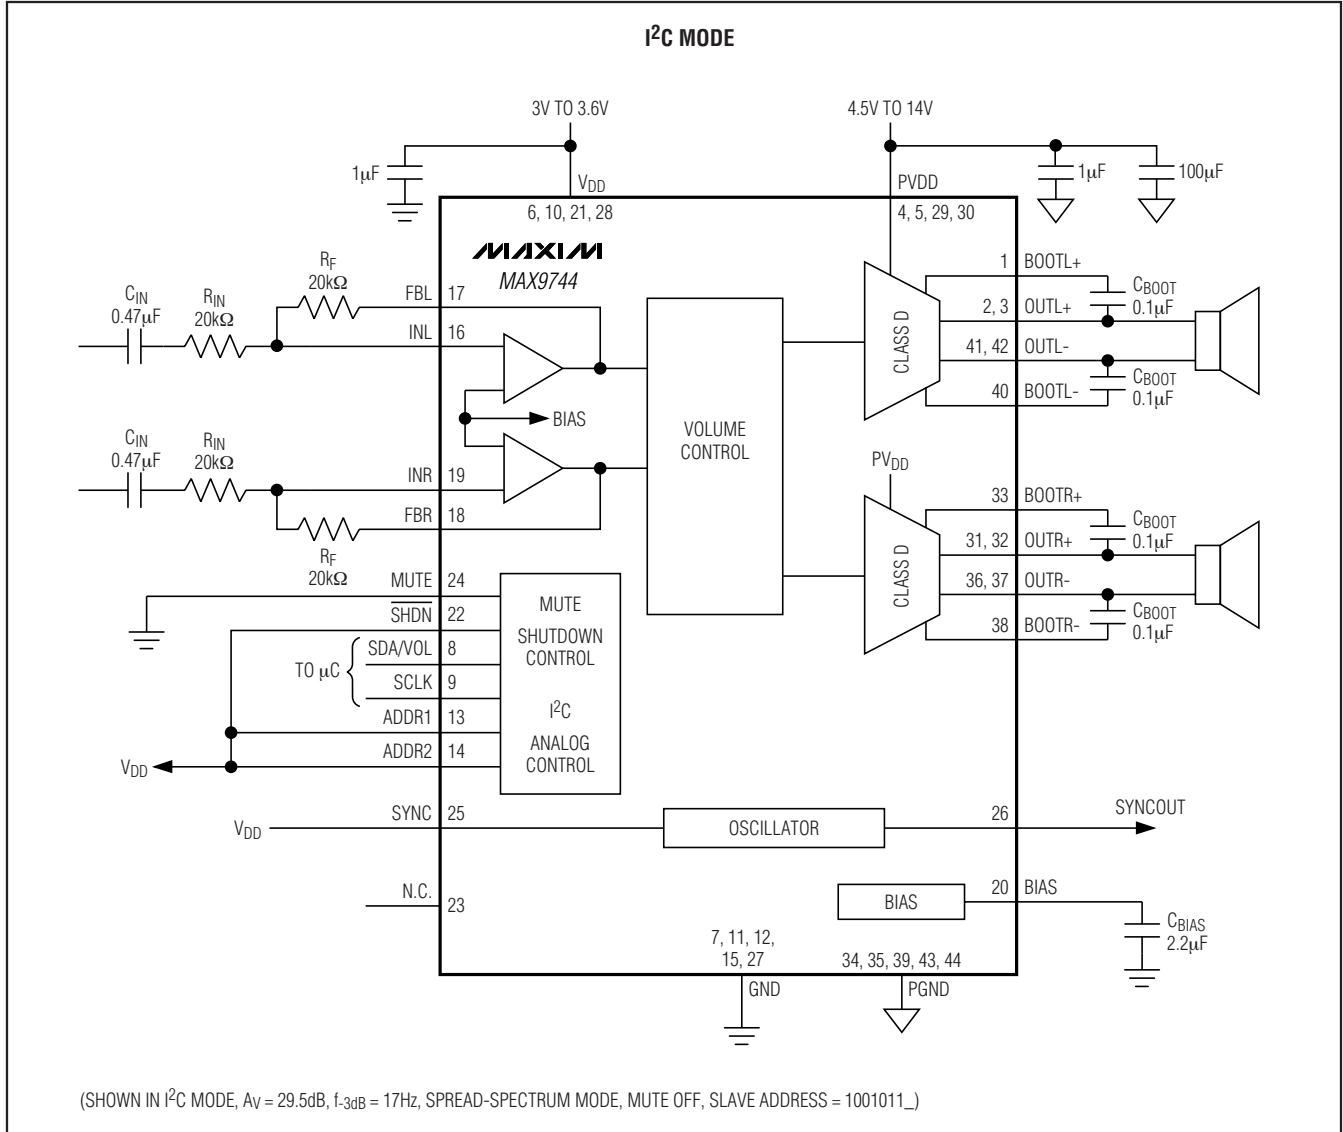 I²C MODE
3V TO 3.6V
4.5V TO 14V
1µF
VDD
PVDD
1µF
100µF
6, 10, 21, 28
4, 5, 29, 30
MAXIM
MAX9744
CIN
0.47µF
RIN
20kΩ
RF
20kΩ
FBL
17
INL
16
BIAS
CIN
0.47µF
RIN
20kΩ
INR
19
FBR
18
RF
20kΩ
VOLUME
CONTROL
CLASS D
1
BOOTL+
CBOOT
0.1µF
2, 3
OUTL+
41, 42
OUTL-
CBOOT
0.1µF
40
BOOTL-
PVDD
CLASS D
33
BOOTR+
CBOOT
0.1µF
31, 32
OUTR+
36, 37
OUTR-
CBOOT
0.1µF
38
BOOTR-
MUTE
24
SHDN
22
TO µC
SDA/VOL
8
SCLK
9
ADDR1
13
ADDR2
14
VDD
MUTE
SHUTDOWN
CONTROL
I²C
ANALOG
CONTROL
VDD
SYNC
25
OSCILLATOR
26
SYNCOUT
N.C.
23
BIAS
20
BIAS
CBIAS
2.2µF
7, 11, 12,
15, 27
GND
34, 35, 39, 43, 44
PGND
(SHOWN IN I²C MODE, AV = 29.5dB, f-3dB = 17Hz, SPREAD-SPECTRUM MODE, MUTE OFF, SLAVE ADDRESS = 1001011_)